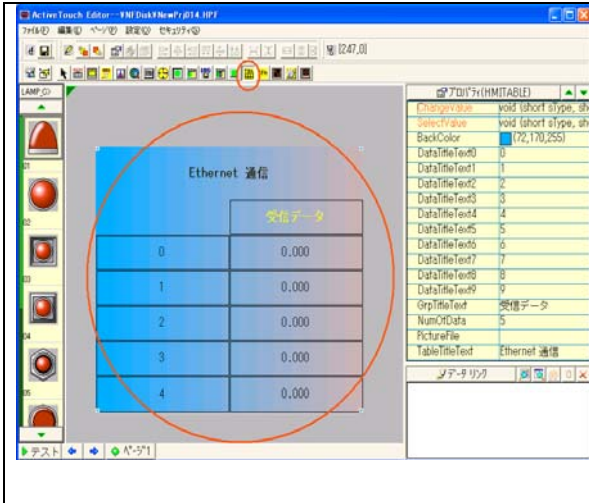 ActiveTouch Editor--¥NFDisk¥NewPrj014.HPF
ファイル(F) 編集(E) ページ(P) 設定(O) セキュリティ(S)
[247,0]
LAMP_C
01
02
03
04
05
Ethernet 通信
受信データ
0 0.000
1 0.000
2 0.000
3 0.000
4 0.000
プロパティ(HMITABLE)
ChangeValue void (short sType, sh
SelectValue void (short sType, sh
BackColor (72,170,255)
DataTitleText0 0
DataTitleText1 1
DataTitleText2 2
DataTitleText3 3
DataTitleText4 4
DataTitleText5 5
DataTitleText6 6
DataTitleText7 7
DataTitleText8 8
DataTitleText9 9
GrpTitleText 受信データ
NumOfData 5
PictureFile
TableTitleText Ethernet 通信
データ リンク
テスト ページ1